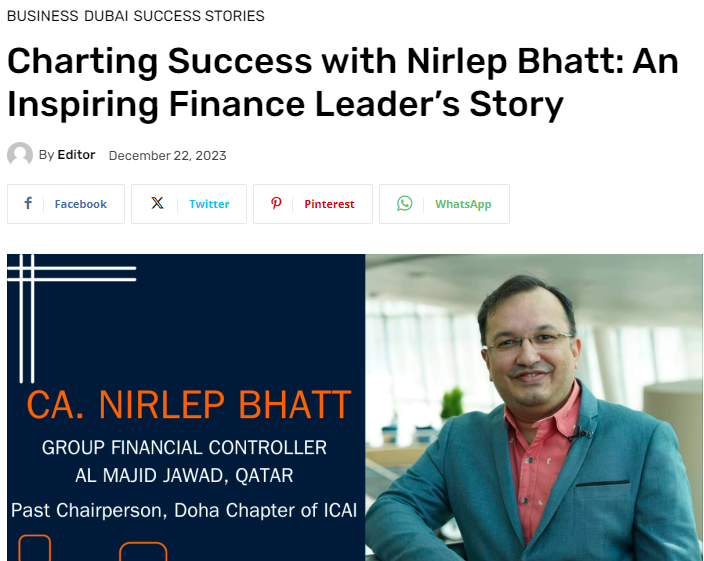 BUSINESS DUBAI SUCCESS STORIES
Charting Success with Nirlep Bhatt: An
Inspiring Finance Leader’s Story
By Editor December 22, 2023
Facebook Twitter Pinterest WhatsApp
CA. NIRLEP BHATT
GROUP FINANCIAL CONTROLLER
AL MAJID JAWAD, QATAR
Past Chairperson, Doha Chapter of ICAI